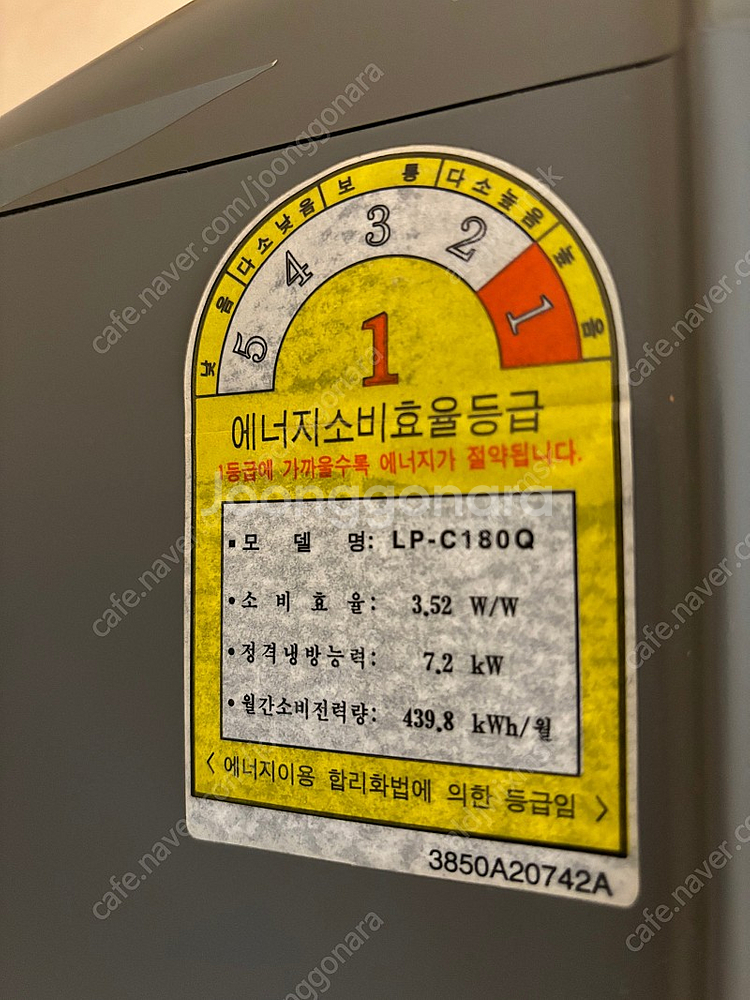 낮음 다소낮음 보통 다소높음 높음
5 4 3 2 1
1
에너지소비효율등급
1등급에 가까울수록 에너지가 절약됩니다.
Joonggonara
▪모 델 명: LP-C180Q
•소 비 효 율: 3.52 W/W
•정격냉방능력: 7.2 kW
•월간소비전력량: 439.8 kWh/월
〈 에너지이용 합리화법에 의한 등급임 〉
3850A20742A
cafe.naver.com/joonggonara